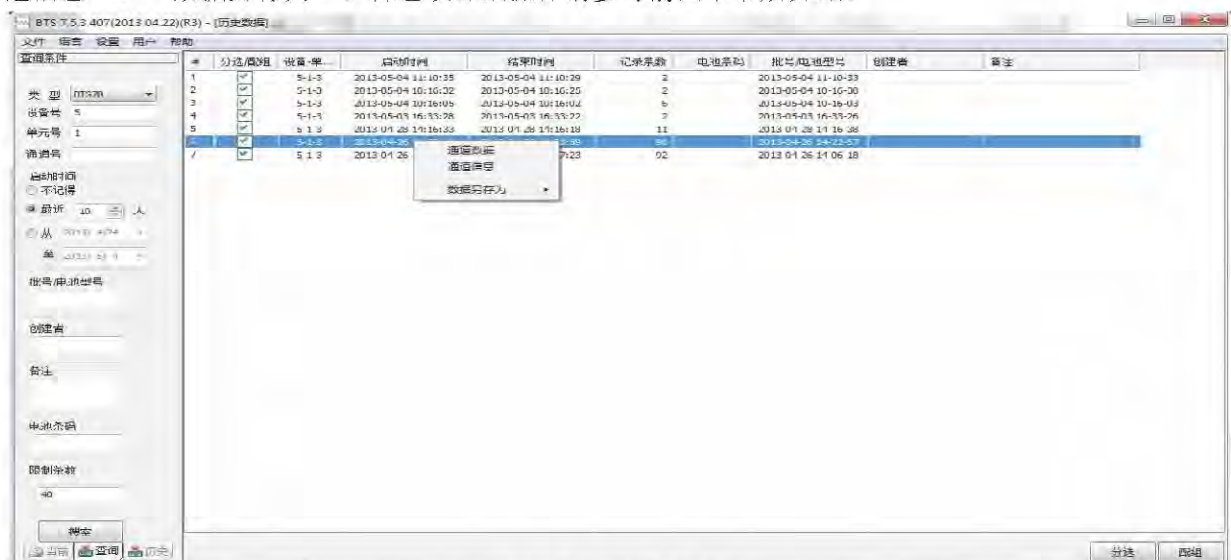 BTS 7.5.3 407(2013 04.22)(R3) - [历史数据]
文件 语言 设置 用户 帮助
查询条件
# 分选/配组 设备-单... 启动时间 结束时间 记录条数 电池条码 批号/电池型号 创建者 备注
1 5-1-3 2013-05-04 11:10:35 2013-05-04 11:10:29 2 2013-05-04 11-10-33
2 5-1-3 2013-05-04 10:16:32 2013-05-04 10:16:25 2 2013-05-04 10-16-30
3 5-1-3 2013-05-04 10:16:05 2013-05-04 10:16:02 6 2013-05-04 10-16-03
4 5-1-3 2013-05-03 16:33:28 2013-05-03 16:33:22 2 2013-05-03 16-33-26
5 5 1 3 2013 04 28 14:16:33 2013 04 28 14:16:18 11 2013 04 28 14 16 38
5-1-3 2013-04-26 2013-04-26 14-22-57
7 5 1 3 2013 04 26 7:23 92 2013 04 26 14 06 18
通道数据
通道信息
数据另存为
类 型
设备号 5
单元号 1
通道号
启动时间
不记得
最近 10
从
批号/电池型号
创建者
备注
电池条码
限制条数
40
搜索
当前 查询 历史
分选 配组